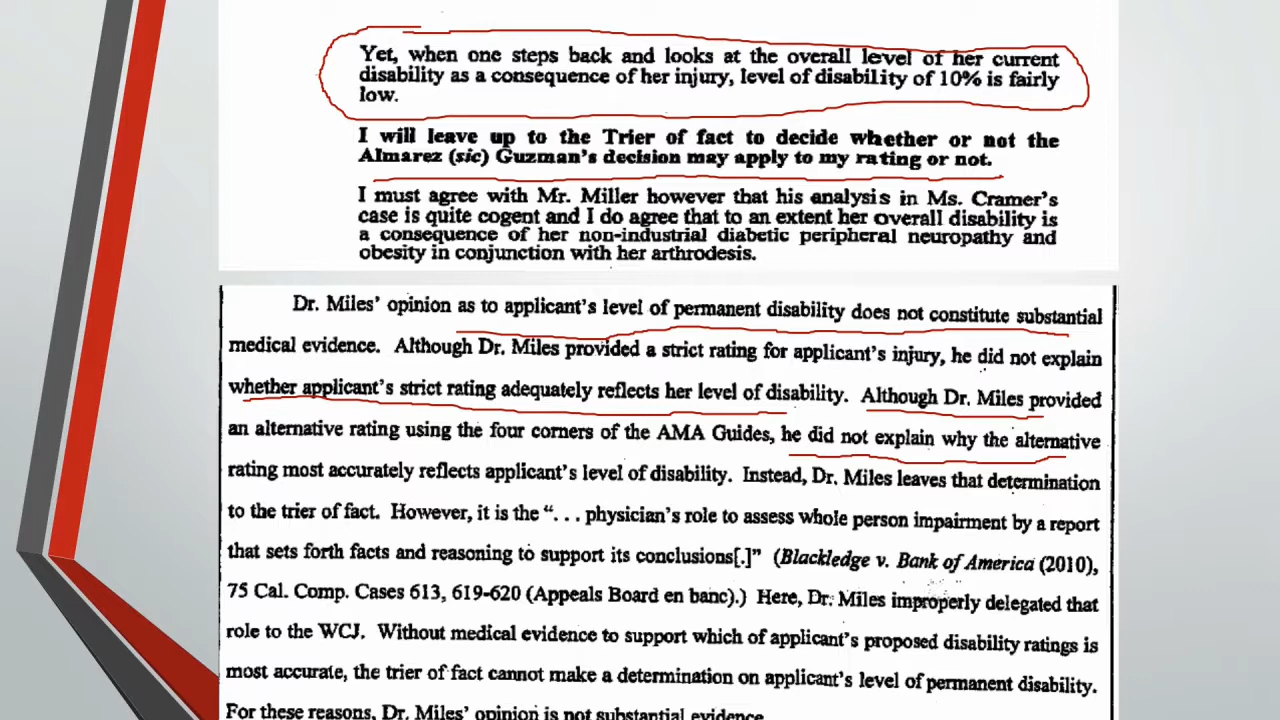 Yet, when one steps back and looks at the overall level of her current
disability as a consequence of her injury, level of disability of 10% is fairly
low.
I will leave up to the Trier of fact to decide whether or not the
Almarez (sic) Guzman's decision may apply to my rating or not.
I must agree with Mr. Miller however that his analysis in Ms. Cramer's
case is quite cogent and I do agree that to an extent her overall disability is
a consequence of her non-industrial diabetic peripheral neuropathy and
obesity in conjunction with her arthrodesis.
Dr. Miles' opinion as to applicant's level of permanent disability does not constitute substantial
medical evidence. Although Dr. Miles provided a strict rating for applicant's injury, he did not explain
whether applicant's strict rating adequately reflects her level of disability. Although Dr. Miles provided
an alternative rating using the four corners of the AMA Guides, he did not explain why the alternative
rating most accurately reflects applicant's level of disability. Instead, Dr. Miles leaves that determination
to the trier of fact. However, it is the “. . . physician's role to assess whole person impairment by a report
that sets forth facts and reasoning to support its conclusions[.]” (Blackledge v. Bank of America (2010),
75 Cal. Comp. Cases 613, 619-620 (Appeals Board en banc).) Here, Dr. Miles improperly delegated that
role to the WCJ. Without medical evidence to support which of applicant's proposed disability ratings is
most accurate, the trier of fact cannot make a determination on applicant's level of permanent disability.
For these reasons, Dr. Miles' opinion is not substantial evidence